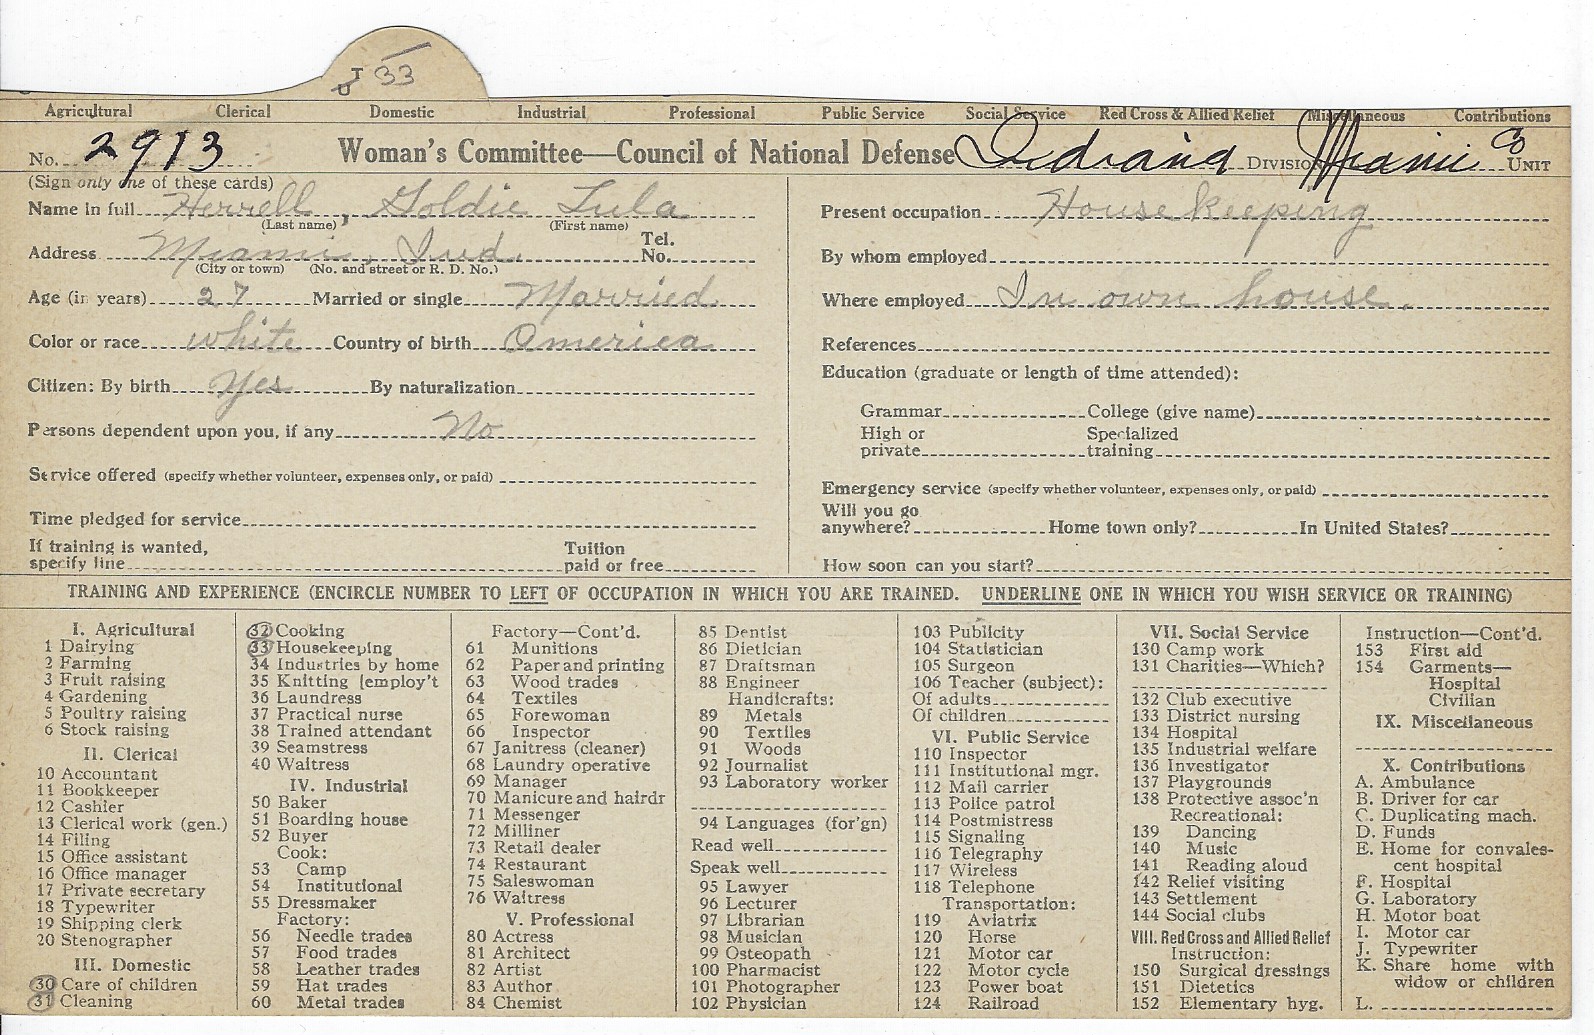 T 33
Agricultural Clerical Domestic Industrial Professional Public Service Social Service Red Cross & Allied Relief Miscellaneous Contributions
No. 2913 Woman's Committee—Council of National Defense Indiana DIVISION Miami Co UNIT
(Sign only one of these cards)
Name in full Herrell, Goldie Lula
(Last name) (First name)
Address Miami, Ind. Tel. No.
(City or town) (No. and street or R. D. No.)
Age (in years) 27 Married or single Married
Color or race white Country of birth America
Citizen: By birth Yes By naturalization
Persons dependent upon you, if any No
Service offered (specify whether volunteer, expenses only, or paid)
Time pledged for service
If training is wanted,
specify line Tuition paid or free
Present occupation House keeping
By whom employed
Where employed In own house.
References
Education (graduate or length of time attended):
Grammar College (give name)
High or private Specialized training
Emergency service (specify whether volunteer, expenses only, or paid)
Will you go
anywhere? Home town only? In United States?
How soon can you start?
TRAINING AND EXPERIENCE (ENCIRCLE NUMBER TO LEFT OF OCCUPATION IN WHICH YOU ARE TRAINED. UNDERLINE ONE IN WHICH YOU WISH SERVICE OR TRAINING)
I. Agricultural
1 Dairying
2 Farming
3 Fruit raising
4 Gardening
5 Poultry raising
6 Stock raising
II. Clerical
10 Accountant
11 Bookkeeper
12 Cashier
13 Clerical work (gen.)
14 Filing
15 Office assistant
16 Office manager
17 Private secretary
18 Typewriter
19 Shipping clerk
20 Stenographer
III. Domestic
30 Care of children
31 Cleaning
32 Cooking
33 Housekeeping
34 Industries by home
35 Knitting [employ't
36 Laundress
37 Practical nurse
38 Trained attendant
39 Seamstress
40 Waitress
IV. Industrial
50 Baker
51 Boarding house
52 Buyer
Cook:
53 Camp
54 Institutional
55 Dressmaker
Factory:
56 Needle trades
57 Food trades
58 Leather trades
59 Hat trades
60 Metal trades
Factory—Cont'd.
61 Munitions
62 Paper and printing
63 Wood trades
64 Textiles
65 Forewoman
66 Inspector
67 Janitress (cleaner)
68 Laundry operative
69 Manager
70 Manicure and hairdr
71 Messenger
72 Milliner
73 Retail dealer
74 Restaurant
75 Saleswoman
76 Waitress
V. Professional
80 Actress
81 Architect
82 Artist
83 Author
84 Chemist
85 Dentist
86 Dietician
87 Draftsman
88 Engineer
Handicrafts:
89 Metals
90 Textiles
91 Woods
92 Journalist
93 Laboratory worker
94 Languages (for'gn)
Read well
Speak well
95 Lawyer
96 Lecturer
97 Librarian
98 Musician
99 Osteopath
100 Pharmacist
101 Photographer
102 Physician
103 Publicity
104 Statistician
105 Surgeon
106 Teacher (subject):
Of adults
Of children
VI. Public Service
110 Inspector
111 Institutional mgr.
112 Mail carrier
113 Police patrol
114 Postmistress
115 Signaling
116 Telegraphy
117 Wireless
118 Telephone
Transportation:
119 Aviatrix
120 Horse
121 Motor car
122 Motor cycle
123 Power boat
124 Railroad
VII. Social Service
130 Camp work
131 Charities—Which?
132 Club executive
133 District nursing
134 Hospital
135 Industrial welfare
136 Investigator
137 Playgrounds
138 Protective assoc'n
Recreational:
139 Dancing
140 Music
141 Reading aloud
142 Relief visiting
143 Settlement
144 Social clubs
VIII. Red Cross and Allied Relief
Instruction:
150 Surgical dressings
151 Dietetics
152 Elementary hyg.
Instruction—Cont'd.
153 First aid
154 Garments—
Hospital
Civilian
IX. Miscellaneous
X. Contributions
A. Ambulance
B. Driver for car
C. Duplicating mach.
D. Funds
E. Home for convales-
cent hospital
F. Hospital
G. Laboratory
H. Motor boat
I. Motor car
J. Typewriter
K. Share home with
widow or children
L.